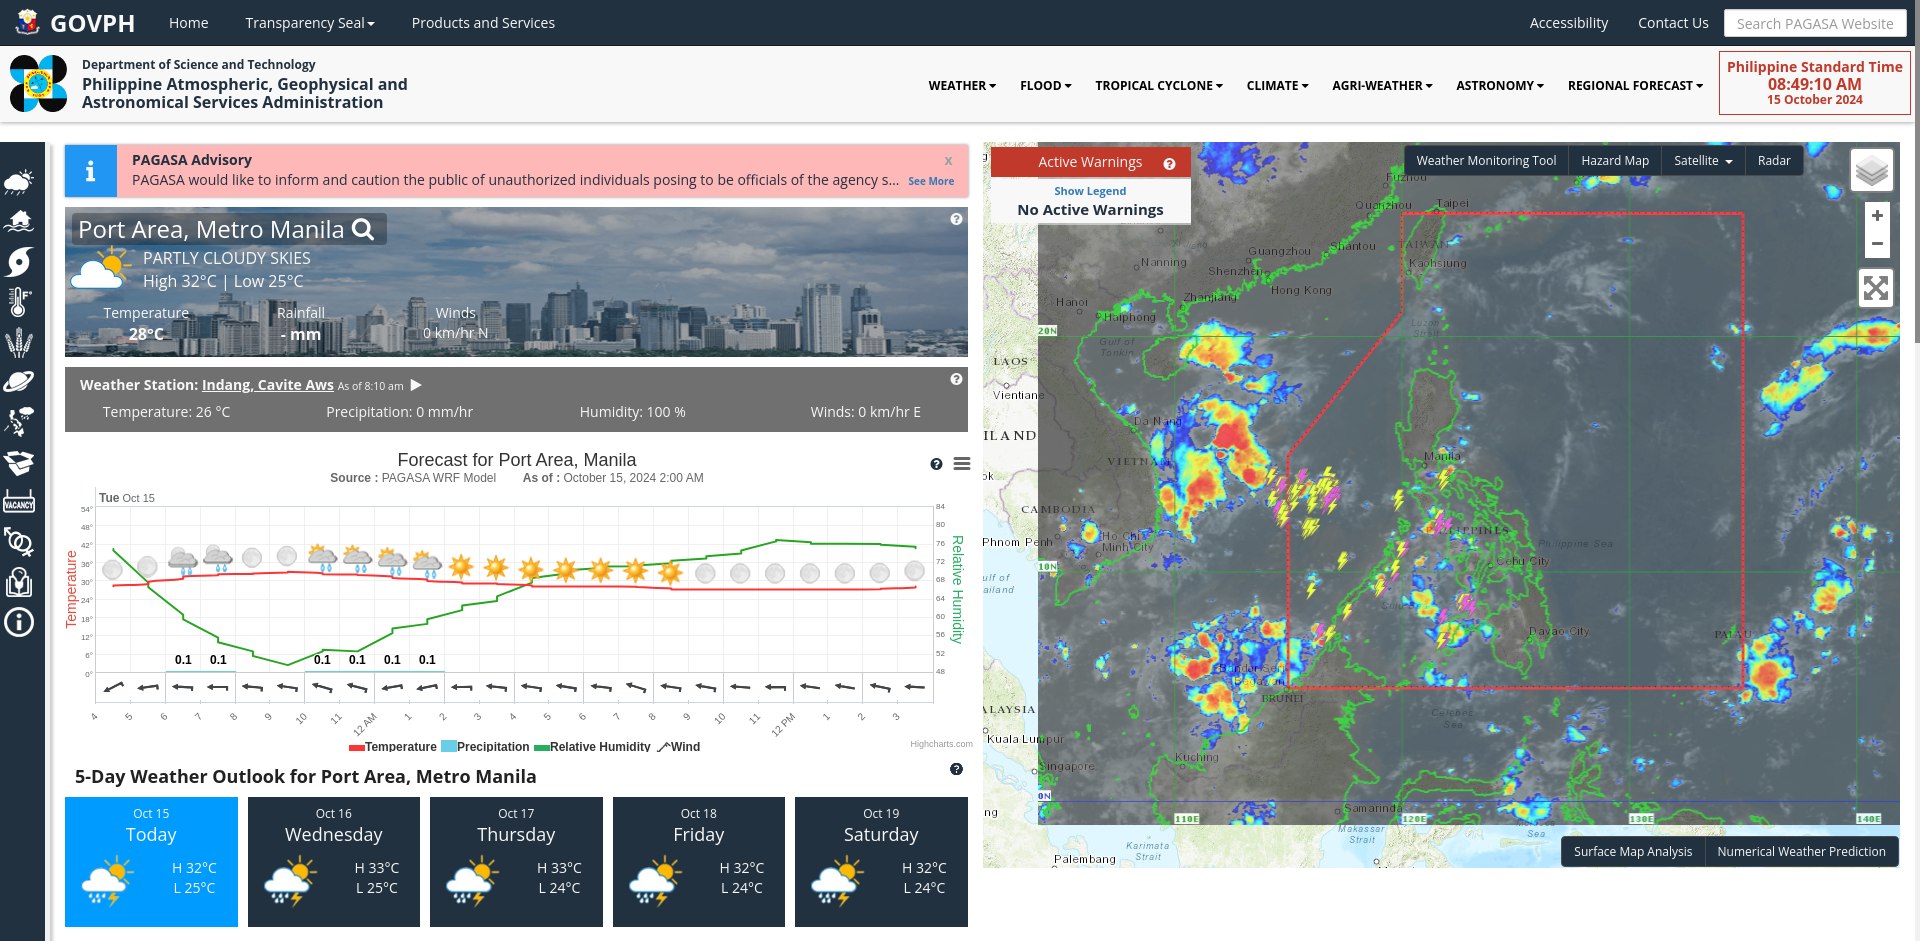 GOVPH
Home
Transparency Seal
Products and Services
Accessibility
Contact Us
Search PAGASA Website
Department of Science and Technology
Philippine Atmospheric, Geophysical and
Astronomical Services Administration
WEATHER
FLOOD
TROPICAL CYCLONE
CLIMATE
AGRI-WEATHER
ASTRONOMY
REGIONAL FORECAST
Philippine Standard Time
08:49:10 AM
15 October 2024
VACANCY
PAGASA Advisory
x
PAGASA would like to inform and caution the public of unauthorized individuals posing to be officials of the agency s... See More
Port Area, Metro Manila
PARTLY CLOUDY SKIES
High 32°C | Low 25°C
Temperature
Rainfall
Winds
28°C
- mm
0 km/hr N
Weather Station: Indang, Cavite Aws As of 8:10 am
Temperature: 26 °C
Precipitation: 0 mm/hr
Humidity: 100 %
Winds: 0 km/hr E
Forecast for Port Area, Manila
Source : PAGASA WRF Model As of : October 15, 2024 2:00 AM
Tue Oct 15
Temperature
54°
48°
42°
36°
30°
24°
18°
12°
6°
0°
84
80
76
72
68
64
60
56
52
48
Relative Humidity
0.1 0.1 0.1 0.1 0.1 0.1
4 5 6 7 8 9 10 11 12 AM 1 2 3 4 5 6 7 8 9 10 11 12 PM 1 2 3
Temperature Precipitation Relative Humidity Wind
Highcharts.com
5-Day Weather Outlook for Port Area, Metro Manila
Oct 15
Today
H 32°C
L 25°C
Oct 16
Wednesday
H 33°C
L 25°C
Oct 17
Thursday
H 33°C
L 24°C
Oct 18
Friday
H 32°C
L 24°C
Oct 19
Saturday
H 32°C
L 24°C
Active Warnings
Show Legend
No Active Warnings
Weather Monitoring Tool
Hazard Map
Satellite
Radar
+
−
Fuzhou
Quanzhou
Taipei
TAIWAN
Shantou
Guangzhou
Kaohsiung
Nanning
Shenzhen
Hong Kong
Zhanjiang
Hanoi
Haiphong
Luzon
Strait
20N
Gulf of
Tonkin
LAOS
Vientiane
Da Nang
ILAND
Manila
VIETNAM
ok
CAMBODIA
PHILIPPINES
Phnom Penh
Ho Chi
Minh City
Philippine Sea
Cebu City
10N
ulf of
ailand
Davao City
PALAU
Bandar Seri
Begawan
BRUNEI
ALAYSIA
Celebes
Sea
Kuala Lumpur
Kuching
Singapore
0N
ng
Samarinda
110E
120E
130E
140E
Makassar
Strait
Sea
Karimata
Strait
Palembang
Surface Map Analysis
Numerical Weather Prediction